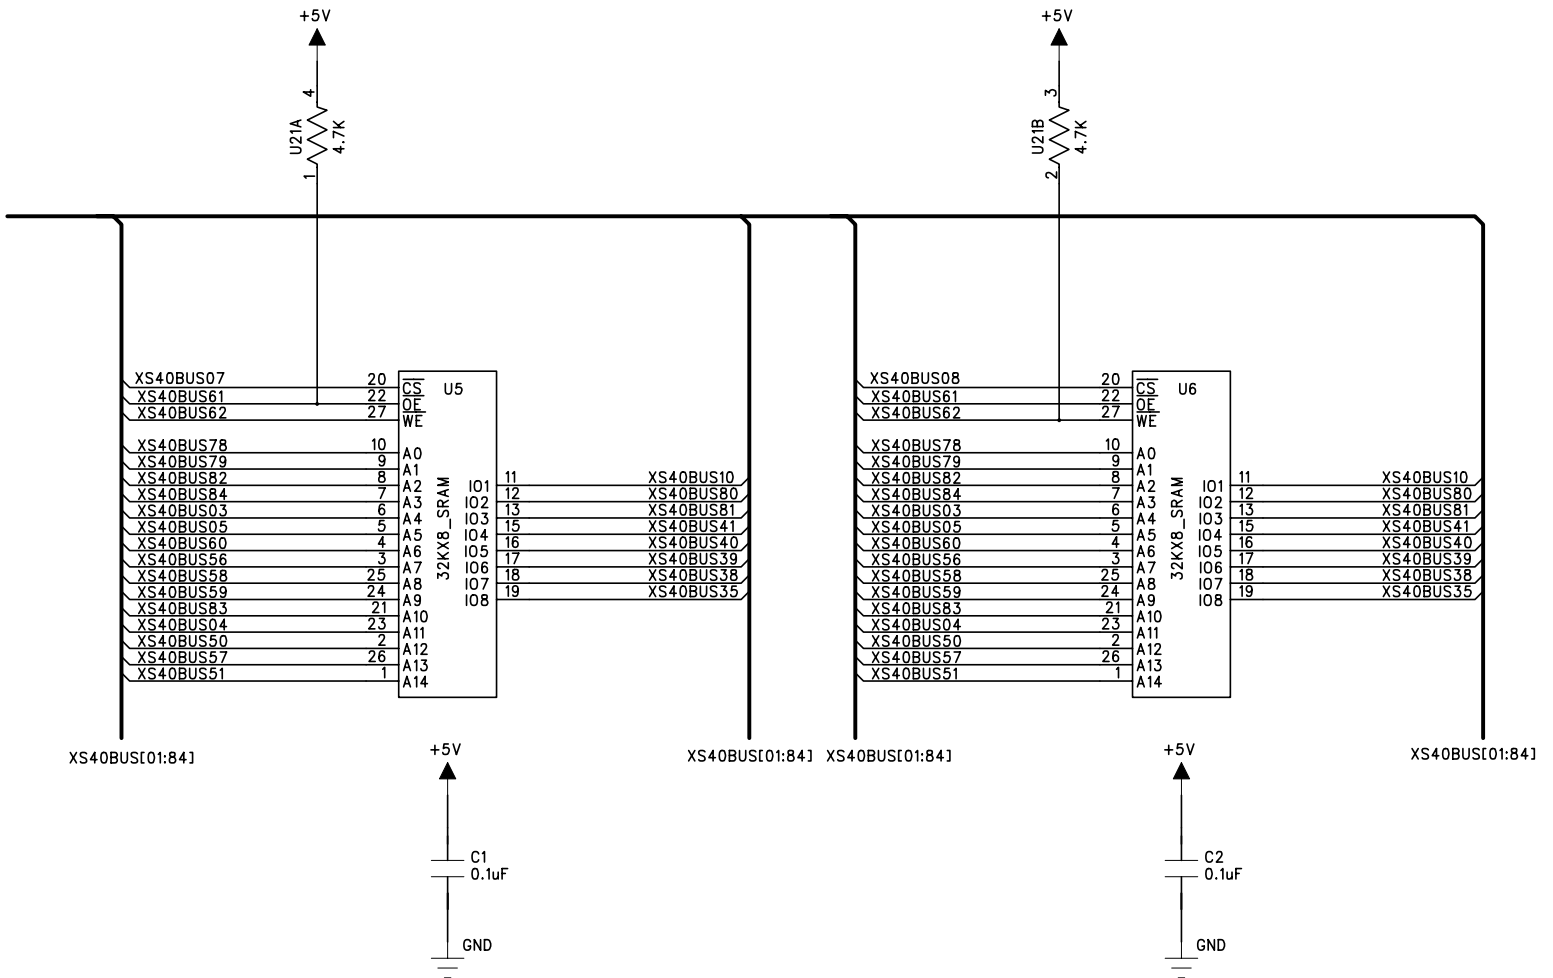 +5V
4
U21A
4.7K
1
+5V
3
U21B
4.7K
2
XS40BUS07 20 CS U5
XS40BUS61 22 OE
XS40BUS62 27 WE
XS40BUS78 10 A0
XS40BUS79 9 A1
XS40BUS82 8 A2
XS40BUS84 7 A3
XS40BUS03 6 A4
XS40BUS05 5 A5
XS40BUS60 4 A6
XS40BUS56 3 A7
XS40BUS58 25 A8
XS40BUS59 24 A9
XS40BUS83 21 A10
XS40BUS04 23 A11
XS40BUS50 2 A12
XS40BUS57 26 A13
XS40BUS51 1 A14
32KX8_SRAM
IO1 11 XS40BUS10
IO2 12 XS40BUS80
IO3 13 XS40BUS81
IO4 15 XS40BUS41
IO5 16 XS40BUS40
IO6 17 XS40BUS39
IO7 18 XS40BUS38
IO8 19 XS40BUS35
XS40BUS08 20 CS U6
XS40BUS61 22 OE
XS40BUS62 27 WE
XS40BUS78 10 A0
XS40BUS79 9 A1
XS40BUS82 8 A2
XS40BUS84 7 A3
XS40BUS03 6 A4
XS40BUS05 5 A5
XS40BUS60 4 A6
XS40BUS56 3 A7
XS40BUS58 25 A8
XS40BUS59 24 A9
XS40BUS83 21 A10
XS40BUS04 23 A11
XS40BUS50 2 A12
XS40BUS57 26 A13
XS40BUS51 1 A14
32KX8_SRAM
IO1 11 XS40BUS10
IO2 12 XS40BUS80
IO3 13 XS40BUS81
IO4 15 XS40BUS41
IO5 16 XS40BUS40
IO6 17 XS40BUS39
IO7 18 XS40BUS38
IO8 19 XS40BUS35
XS40BUS[01:84]
XS40BUS[01:84]
XS40BUS[01:84]
XS40BUS[01:84]
+5V
C1
0.1uF
GND
+5V
C2
0.1uF
GND